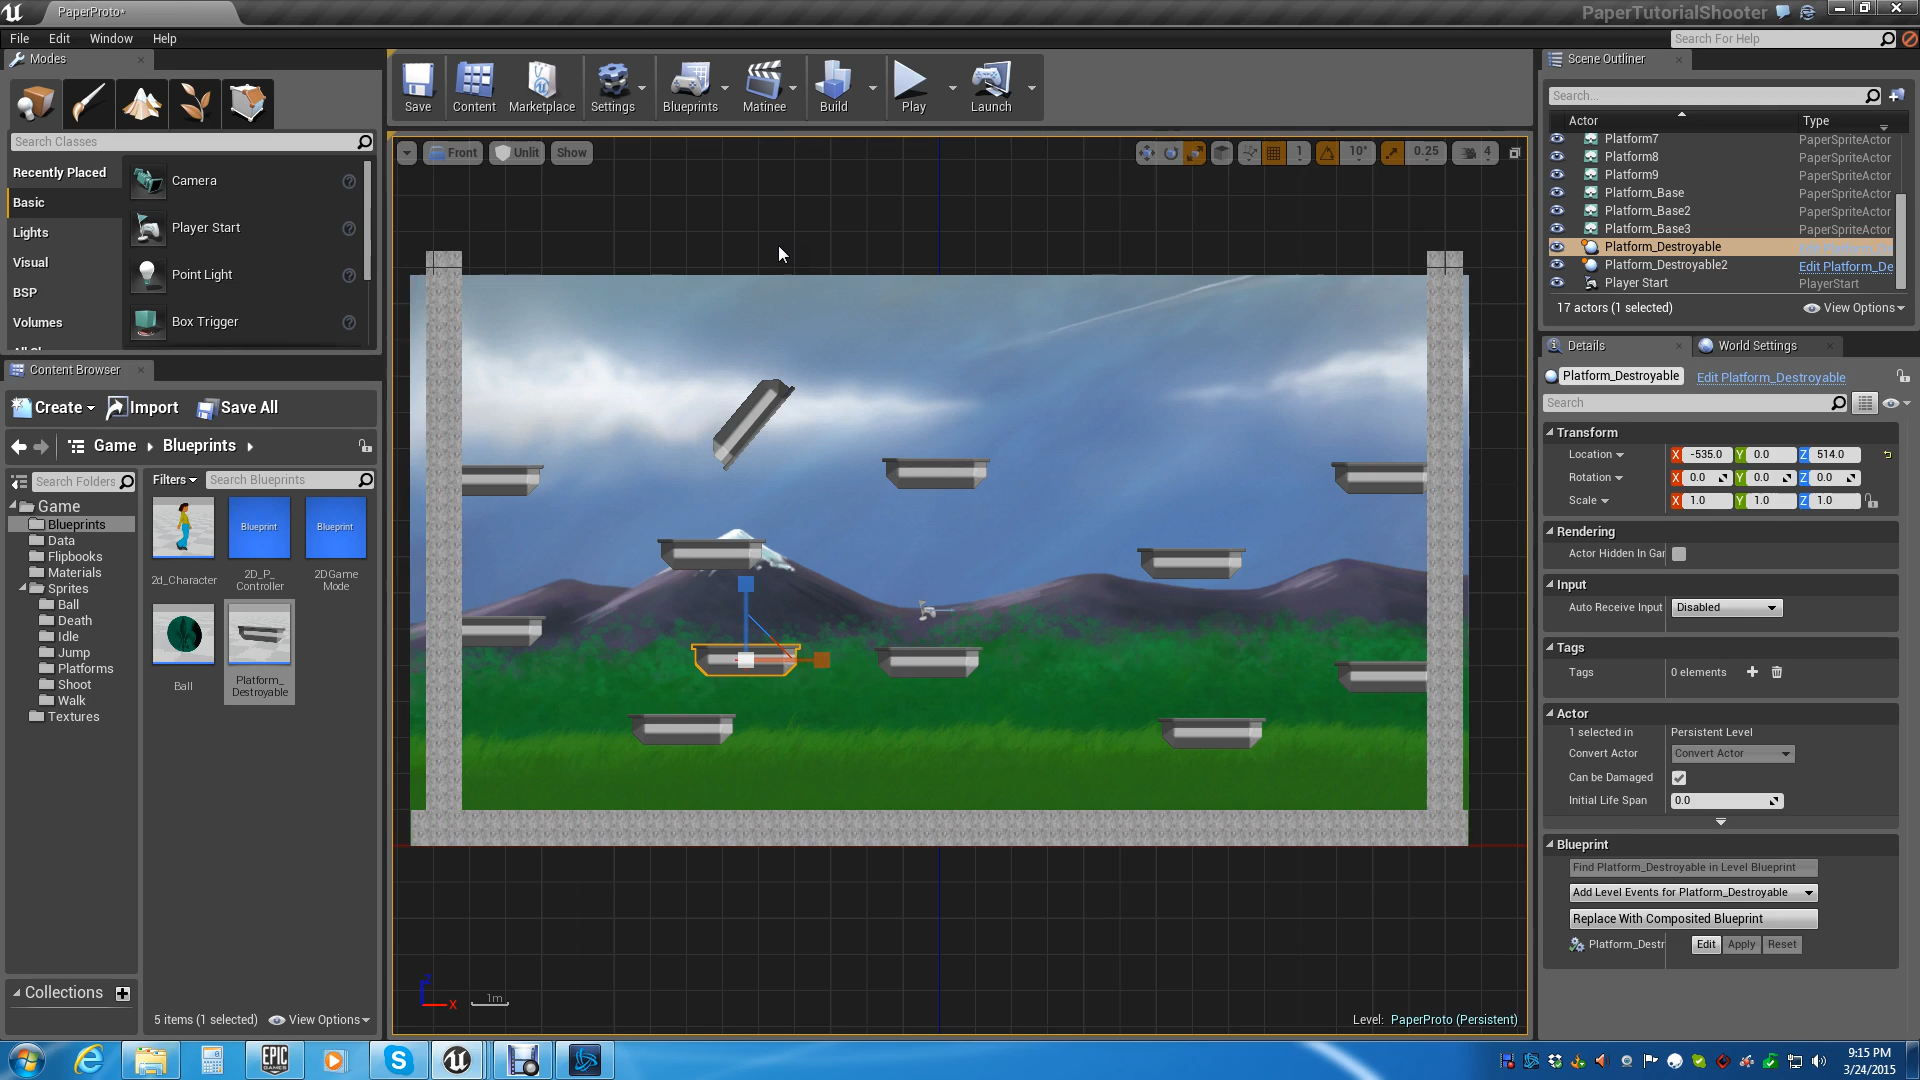 PaperProto*
PaperTutorialShooter
File Edit Window Help
Search For Help
Modes
Search Classes
Recently Placed
Basic
Lights
Visual
BSP
Volumes
Camera
Player Start
Point Light
Box Trigger
Save
Content
Marketplace
Settings
Blueprints
Matinee
Build
Play
Launch
Front
Unlit
Show
1
10°
0.25
4
Scene Outliner
Search...
Actor Type
Platform7 PaperSpriteActor
Platform8 PaperSpriteActor
Platform9 PaperSpriteActor
Platform_Base PaperSpriteActor
Platform_Base2 PaperSpriteActor
Platform_Base3 PaperSpriteActor
Platform_Destroyable
Platform_Destroyable2 Edit Platform_De
Player Start PlayerStart
17 actors (1 selected) View Options
Content Browser
Create Import Save All
Game Blueprints
Search Folders
Filters Search Blueprints
Game
Blueprints
Data
Flipbooks
Materials
Sprites
Ball
Death
Idle
Jump
Platforms
Shoot
Walk
Textures
Blueprint
Blueprint
2d_Character
2D_P_
Controller
2DGame
Mode
Ball
Platform_
Destroyable
Collections
5 items (1 selected) View Options
X
1m
Level: PaperProto (Persistent)
Details World Settings
Platform_Destroyable Edit Platform_Destroyable
Search
Transform
Location X -535.0 Y 0.0 Z 514.0
Rotation X 0.0 Y 0.0 Z 0.0
Scale X 1.0 Y 1.0 Z 1.0
Rendering
Actor Hidden In Gar
Input
Auto Receive Input Disabled
Tags
Tags 0 elements
Actor
1 selected in Persistent Level
Convert Actor Convert Actor
Can be Damaged
Initial Life Span 0.0
Blueprint
Find Platform_Destroyable in Level Blueprint
Add Level Events for Platform_Destroyable
Replace With Composited Blueprint
Platform_Destr Edit Apply Reset
EPIC
GAMES
9:15 PM
3/24/2015